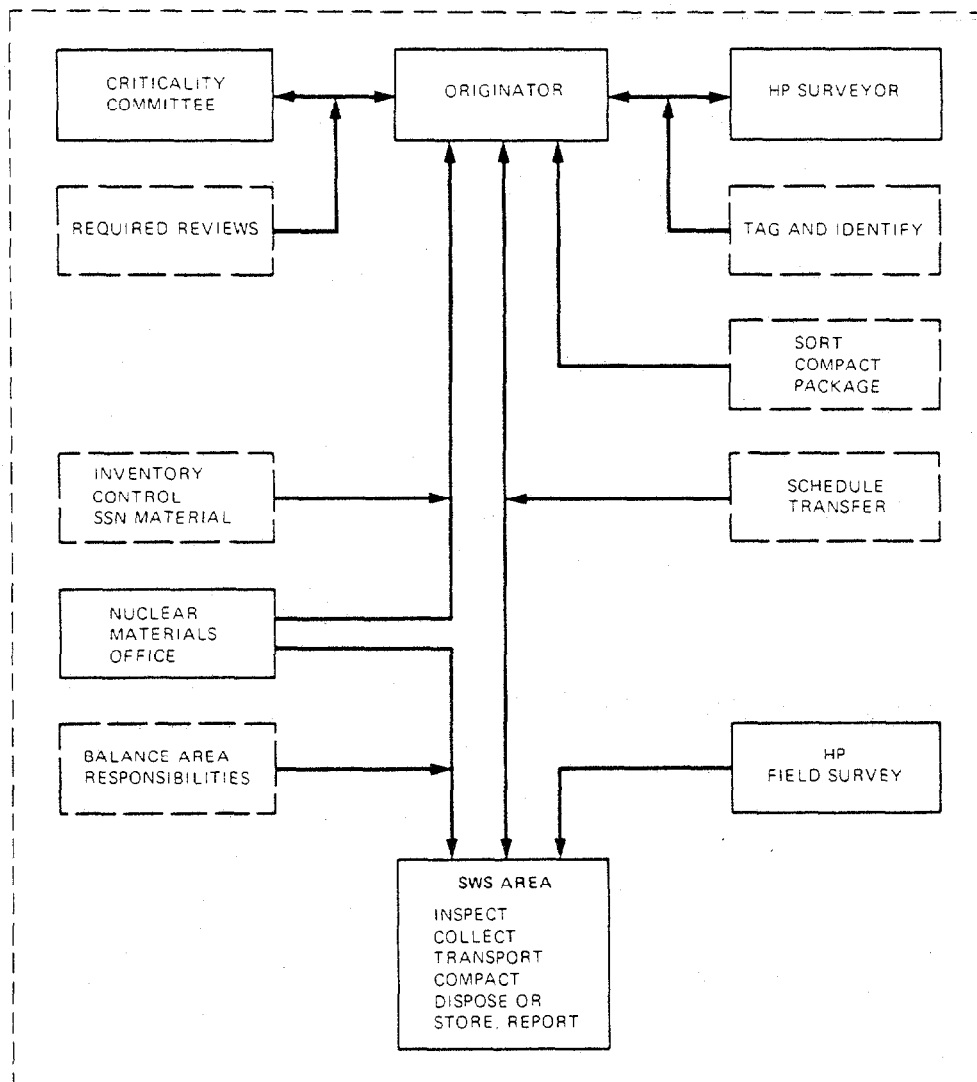 CRITICALITY
COMMITTEE
ORIGINATOR
HP SURVEYOR
REQUIRED REVIEWS
TAG AND IDENTIFY
SORT
COMPACT
PACKAGE
INVENTORY
CONTROL
SSN MATERIAL
SCHEDULE
TRANSFER
NUCLEAR
MATERIALS
OFFICE
BALANCE AREA
RESPONSIBILITIES
HP
FIELD SURVEY
SWS AREA
INSPECT
COLLECT
TRANSPORT
COMPACT
DISPOSE OR
STORE, REPORT